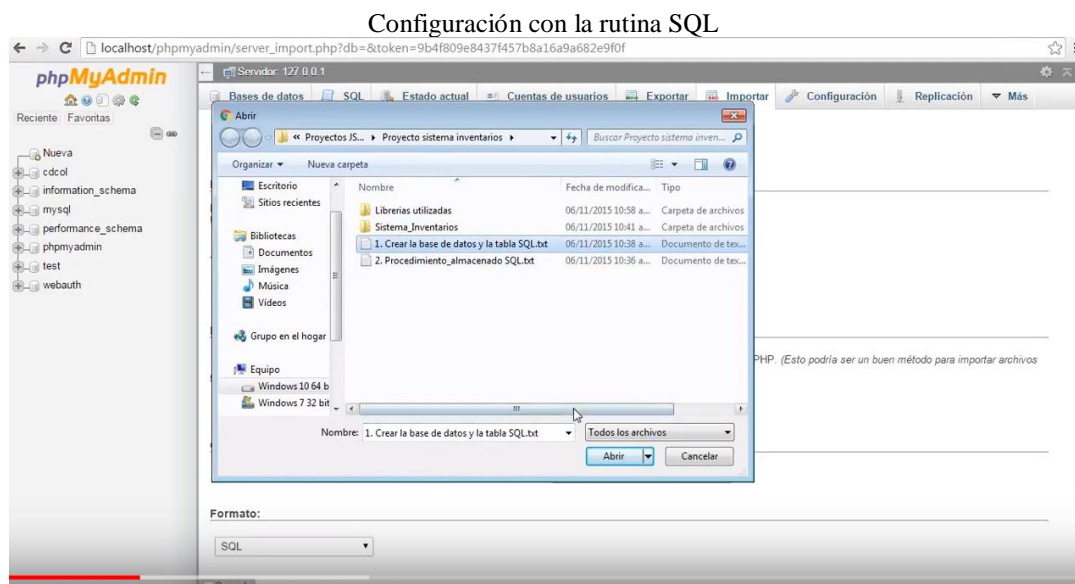 Configuración con la rutina SQL
localhost/phpmyadmin/server_import.php?db=&token=9b4f809e8437f457b8a16a9a682e9f0f
phpMyAdmin
Reciente Favoritas
Nueva
cdcol
information_schema
mysql
performance_schema
phpmyadmin
test
webauth
Servidor: 127.0.0.1
Bases de datos SQL Estado actual Cuentas de usuarios Exportar Importar Configuración Replicación Más
Abrir
« Proyectos JS... Proyecto sistema inventarios
Buscar Proyecto sistema inven...
Organizar Nueva carpeta
Escritorio
Sitios recientes
Bibliotecas
Documentos
Imágenes
Música
Vídeos
Grupo en el hogar
Equipo
Windows 10 64 b
Windows 7 32 bit
Nombre Fecha de modifica... Tipo
Librerias utilizadas 06/11/2015 10:58 a... Carpeta de archivos
Sistema_Inventarios 06/11/2015 10:41 a... Carpeta de archivos
1. Crear la base de datos y la tabla SQL.txt 06/11/2015 10:38 a... Documento de tex...
2. Procedimiento_almacenado SQL.txt 06/11/2015 10:36 a... Documento de tex...
Nombre: 1. Crear la base de datos y la tabla SQL.txt Todos los archivos
Abrir Cancelar
PHP. (Esto podría ser un buen método para importar archivos
Formato:
SQL